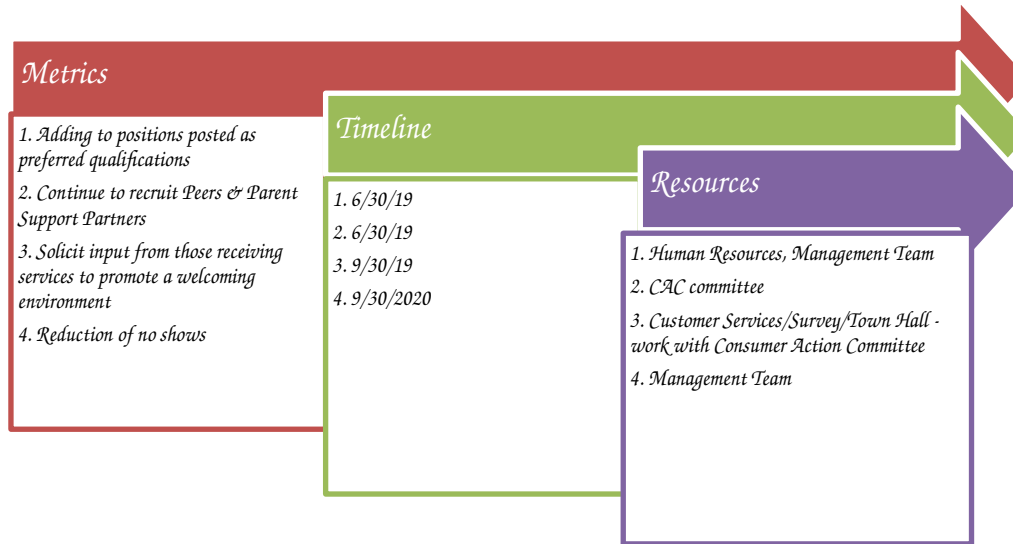 Metrics
1. Adding to positions posted as
preferred qualifications
2. Continue to recruit Peers & Parent
Support Partners
3. Solicit input from those receiving
services to promote a welcoming
environment
4. Reduction of no shows
Timeline
1. 6/30/19
2. 6/30/19
3. 9/30/19
4. 9/30/2020
Resources
1. Human Resources, Management Team
2. CAC committee
3. Customer Services/Survey/Town Hall -
work with Consumer Action Committee
4. Management Team